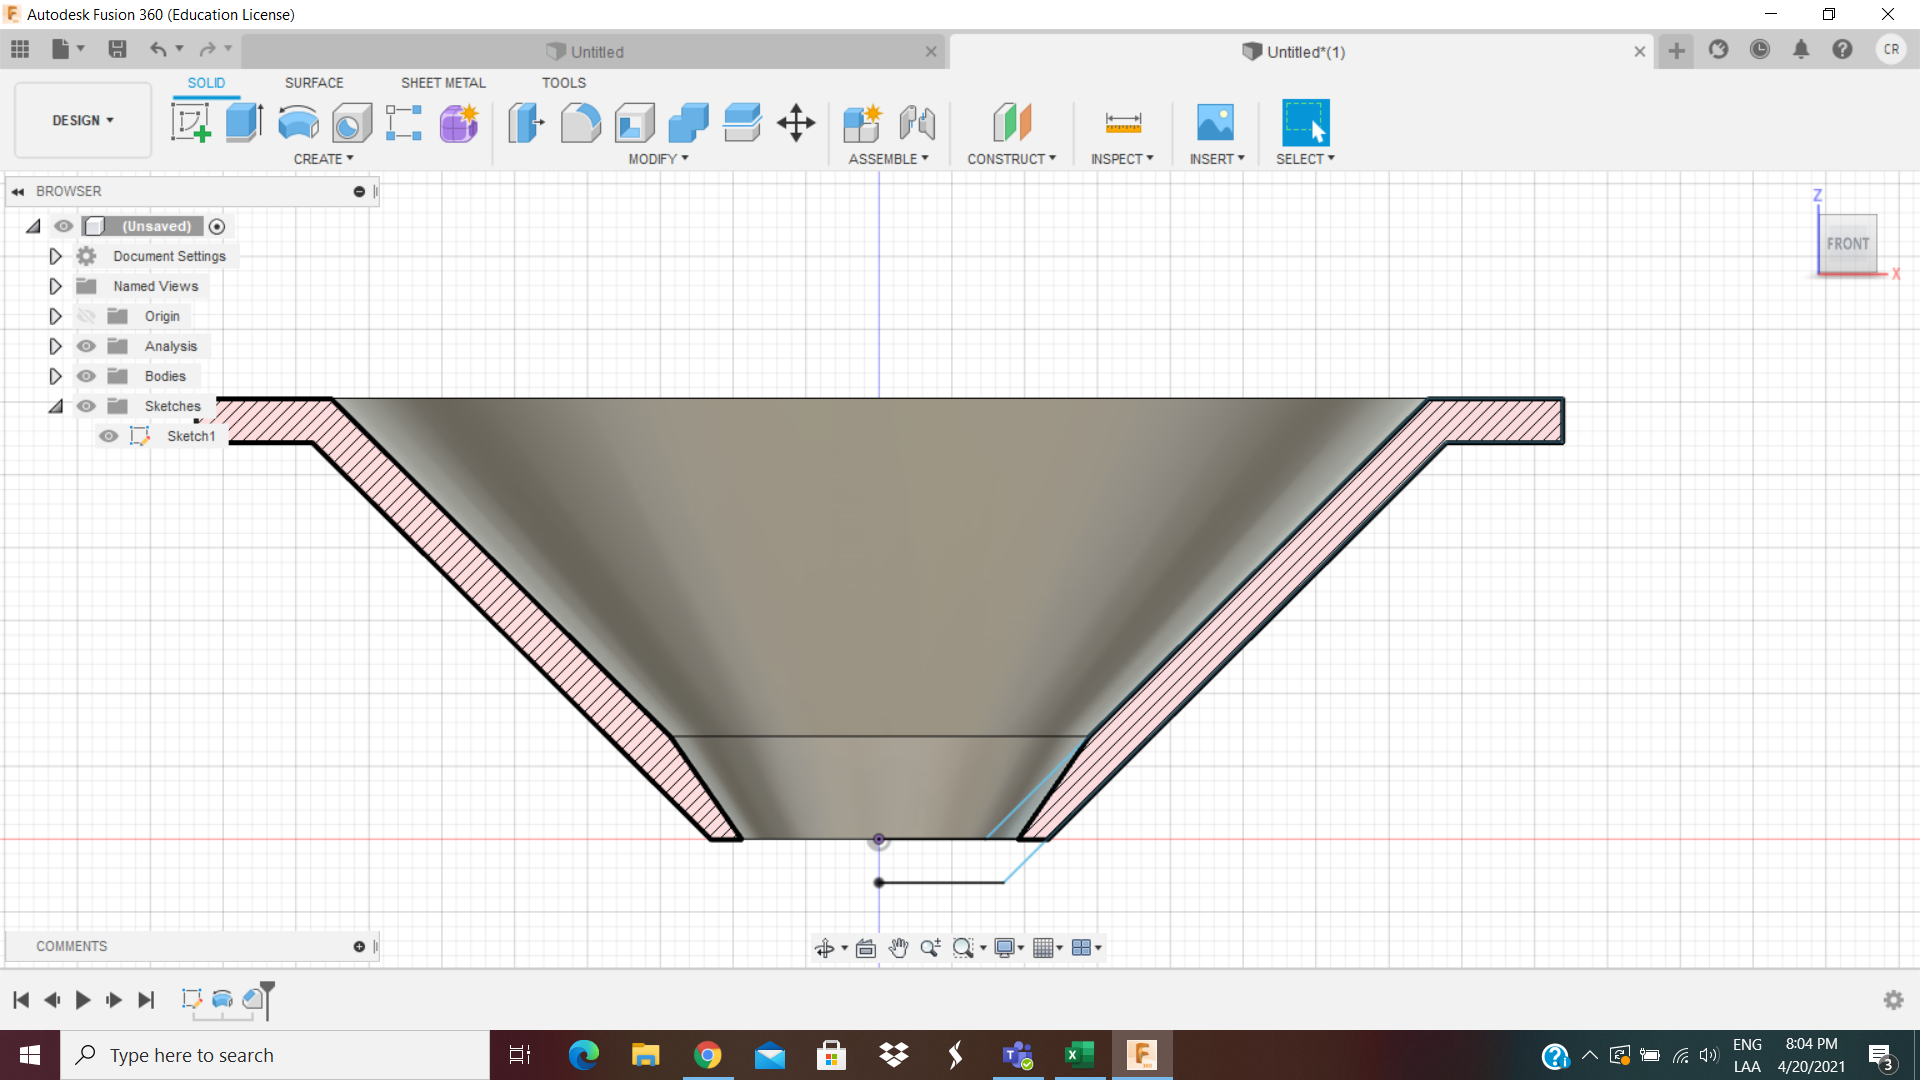 Autodesk Fusion 360 (Education License)
Untitled
Untitled*(1)
CR
SOLID
SURFACE
SHEET METAL
TOOLS
DESIGN
CREATE
MODIFY
ASSEMBLE
CONSTRUCT
INSPECT
INSERT
SELECT
BROWSER
(Unsaved)
Document Settings
Named Views
Origin
Analysis
Bodies
Sketches
Sketch1
Z
FRONT
X
COMMENTS
Type here to search
ENG
LAA
8:04 PM
4/20/2021
3